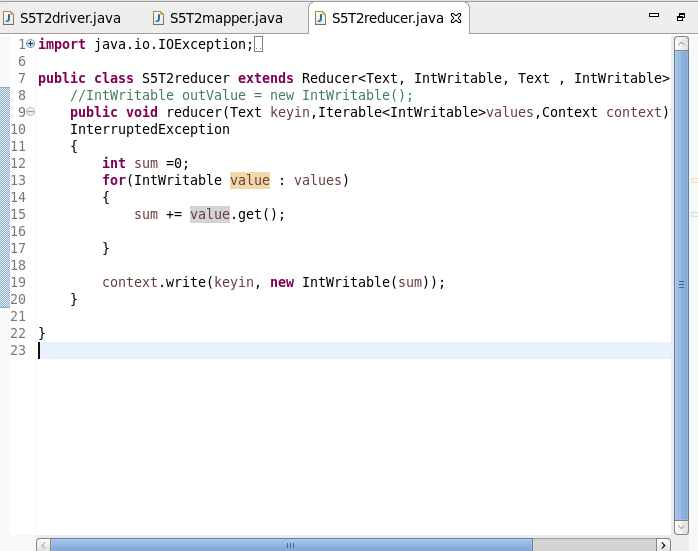 S5T2driver.java S5T2mapper.java S5T2reducer.java
1 import java.io.IOException;
6
7 public class S5T2reducer extends Reducer<Text, IntWritable, Text , IntWritable>
8 //IntWritable outValue = new IntWritable();
9 public void reducer(Text keyin,Iterable<IntWritable>values,Context context)
10 InterruptedException
11 {
12 int sum =0;
13 for(IntWritable value : values)
14 {
15 sum += value.get();
16
17 }
18
19 context.write(keyin, new IntWritable(sum));
20 }
21
22 }
23